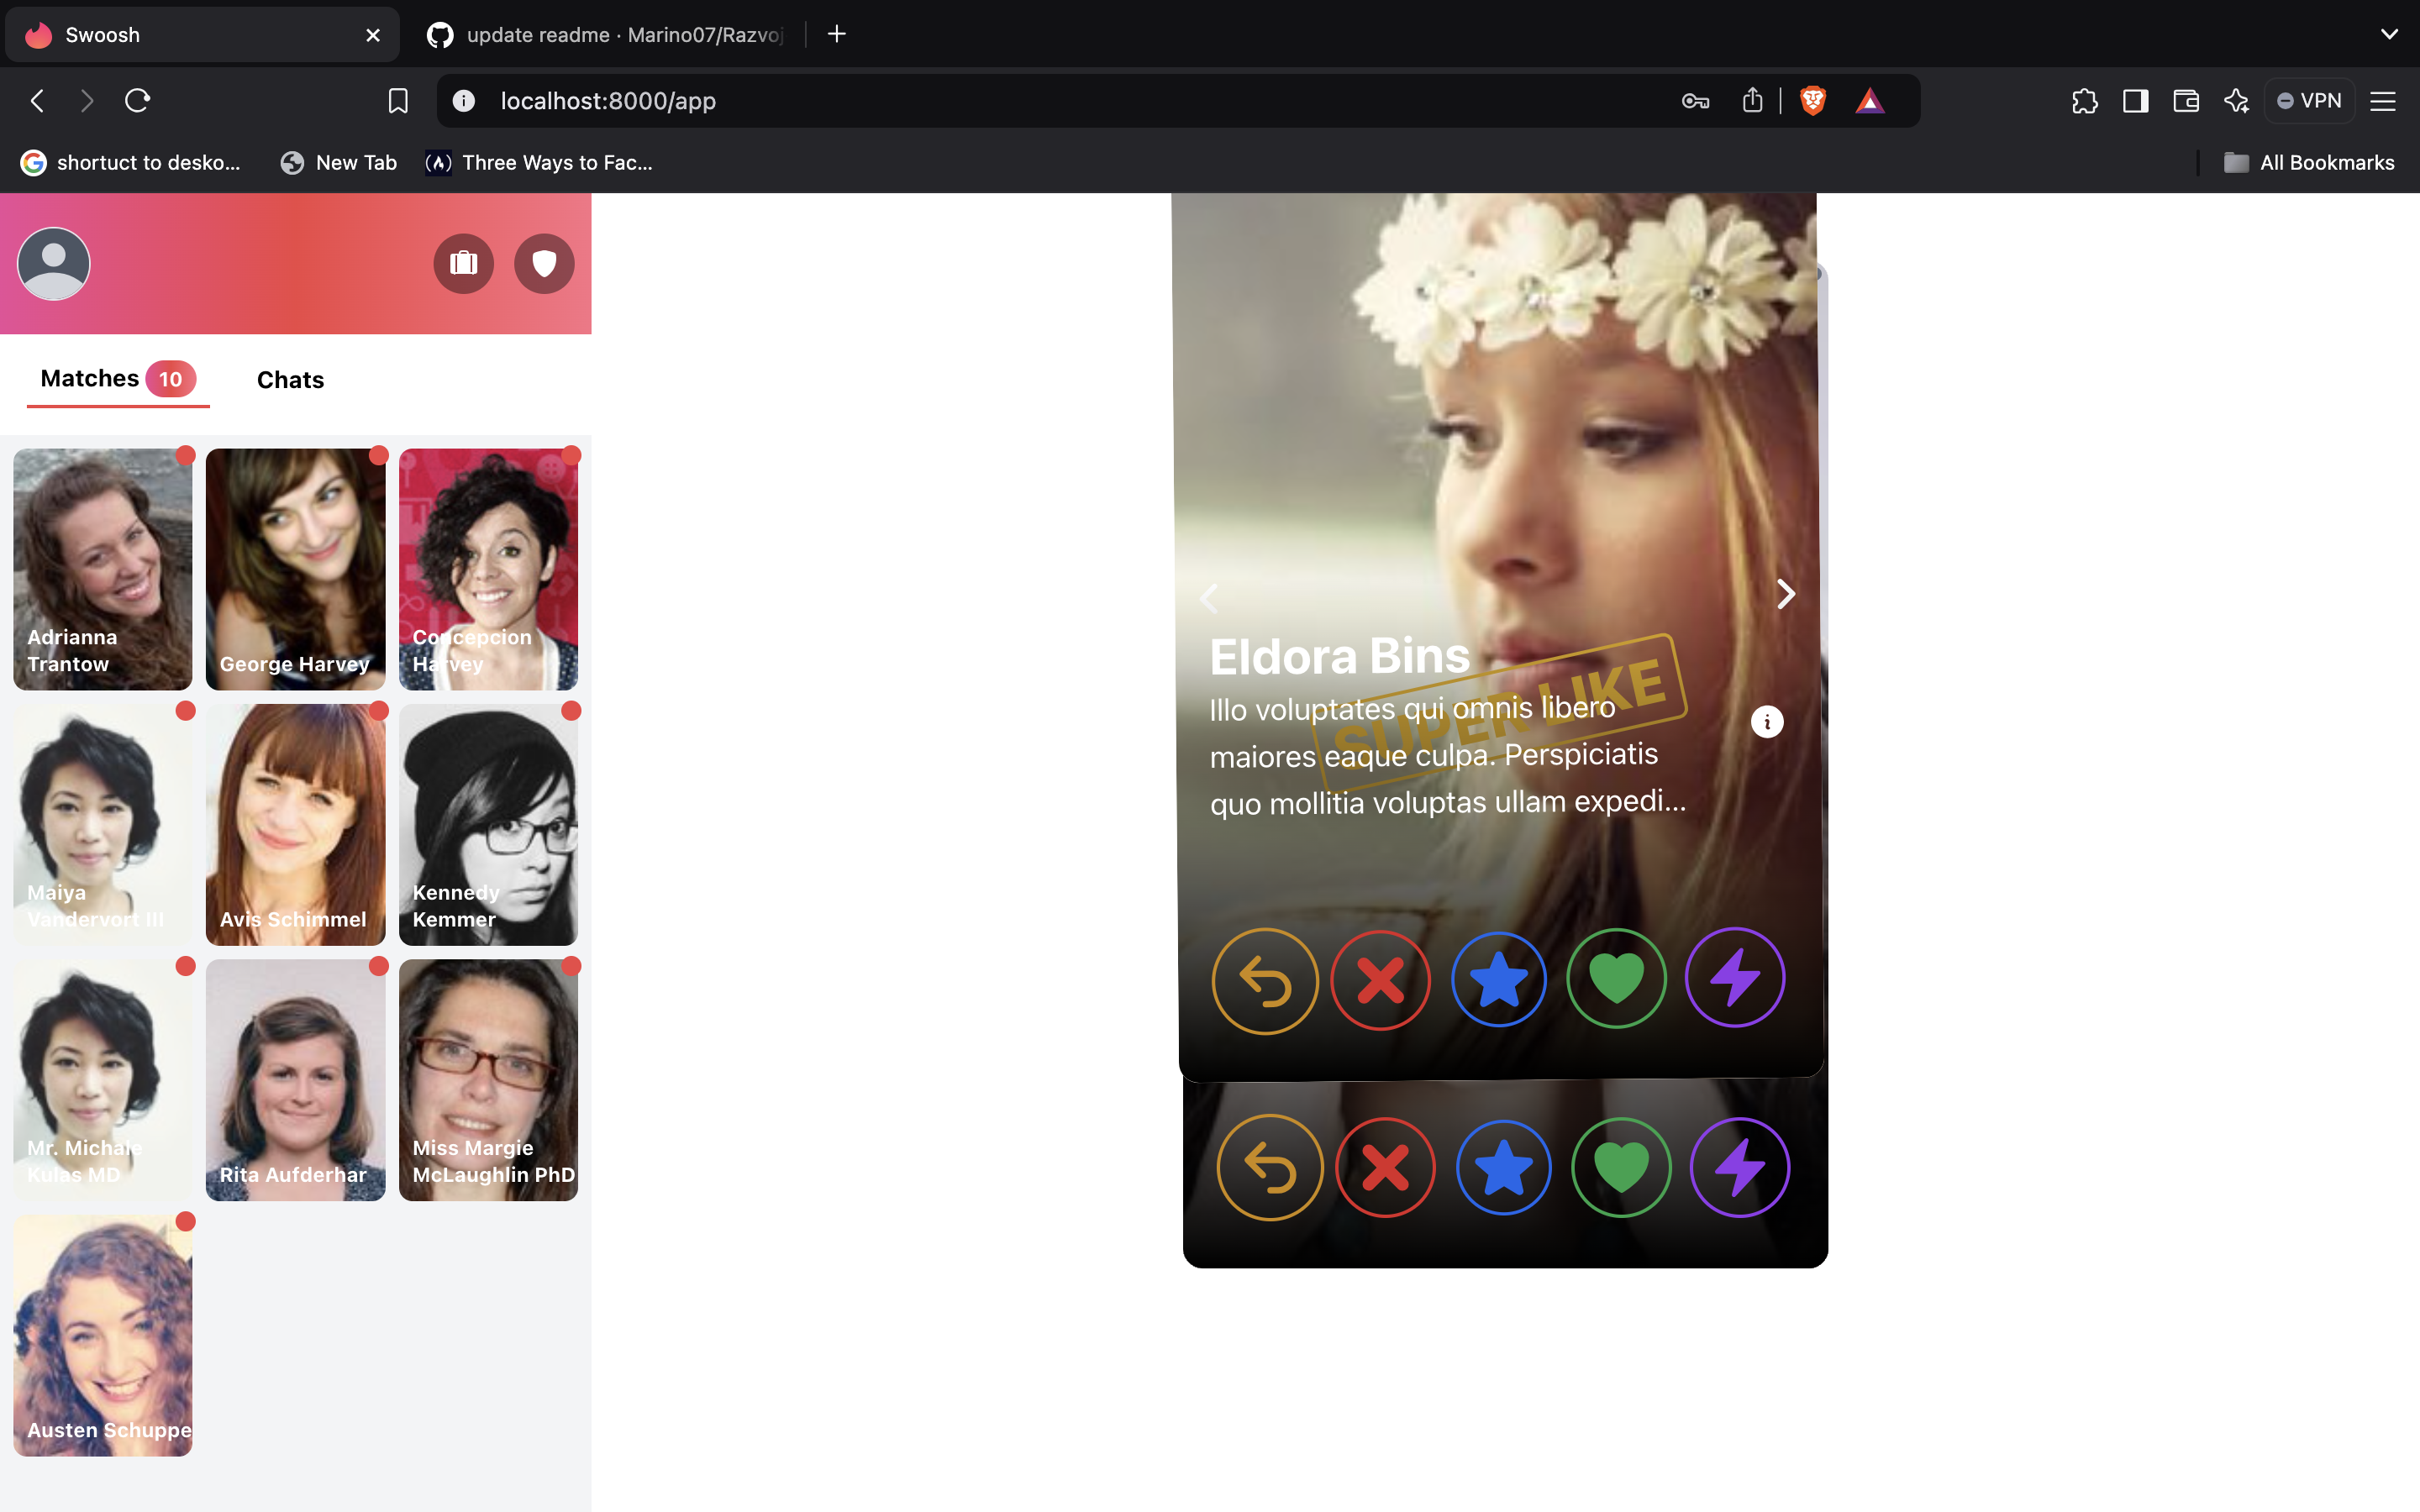 Swoosh
update readme · Marino07/Razvoj
localhost:8000/app
VPN
shortuct to desko...
New Tab
Three Ways to Fac...
All Bookmarks
Matches 10
Chats
Adrianna
Trantow
George Harvey
Concepcion
Harvey
Maiya
Vandervort III
Avis Schimmel
Kennedy
Kemmer
Mr. Michale
Kulas MD
Rita Aufderhar
Miss Margie
McLaughlin PhD
Austen Schuppe
Eldora Bins
SUPER LIKE
Illo voluptates qui omnis libero
maiores eaque culpa. Perspiciatis
quo mollitia voluptas ullam expedi...